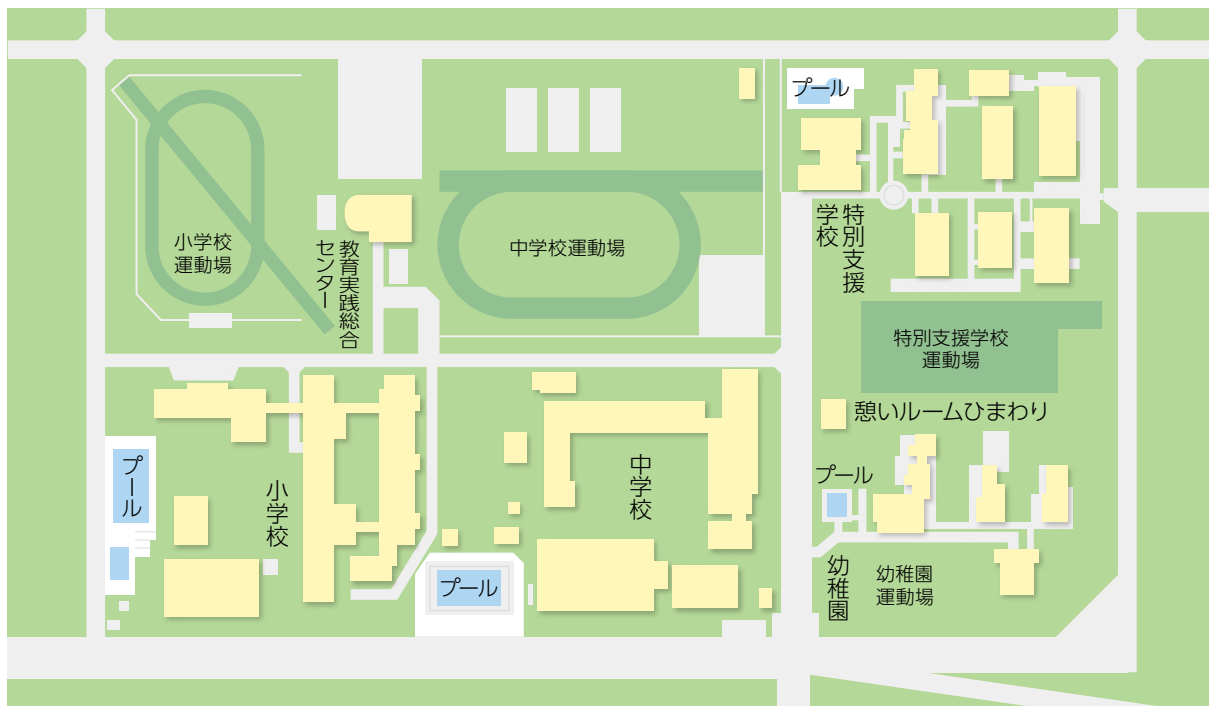 プール
小学校
運動場
教育実践総合
センター
中学校運動場
特別支援
学校
特別支援学校
運動場
憩いルームひまわり
プール
小学校
中学校
プール
プール
幼稚園
幼稚園
運動場